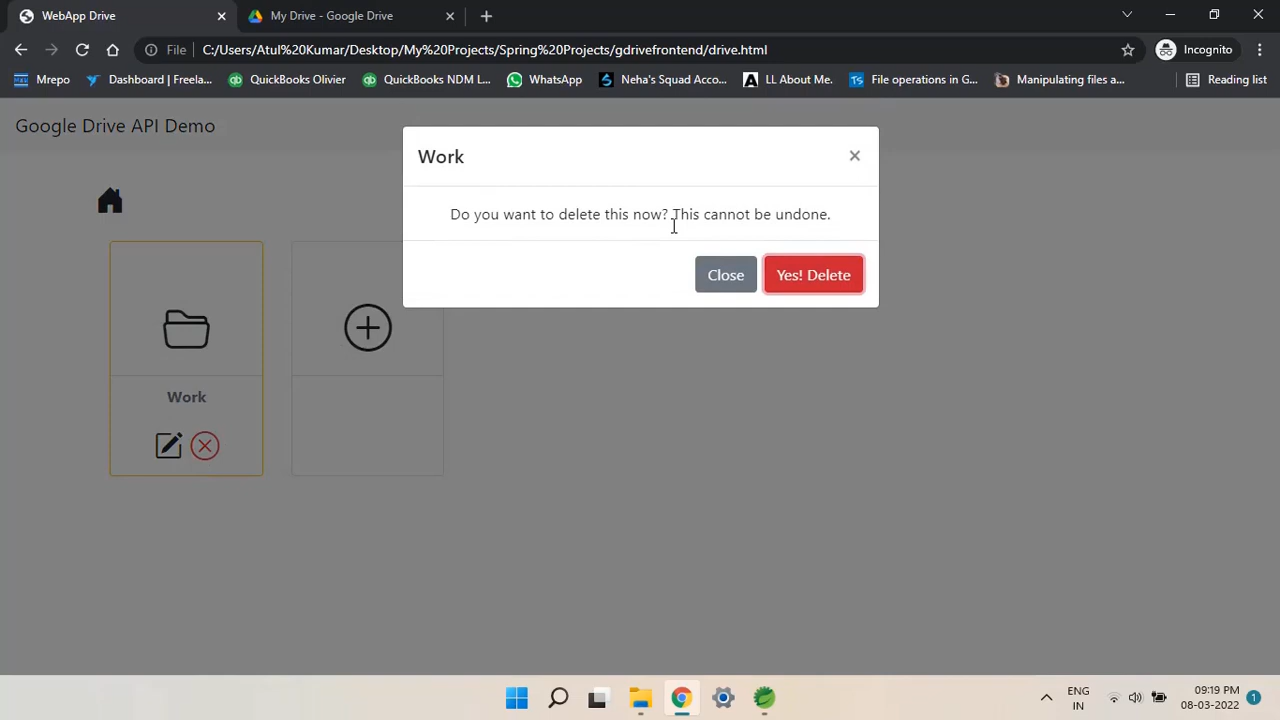 WebApp Drive
My Drive - Google Drive
File
C:/Users/Atul%20Kumar/Desktop/My%20Projects/Spring%20Projects/gdrivefrontend/drive.html
Incognito
Mrepo
Dashboard | Freela...
QuickBooks Olivier
QuickBooks NDM L...
WhatsApp
Neha's Squad Acco...
LL About Me.
File operations in G...
Manipulating files a...
Reading list
Google Drive API Demo
Work
Do you want to delete this now? This cannot be undone.
Close
Yes! Delete
Work
ENG
IN
09:19 PM
08-03-2022
1